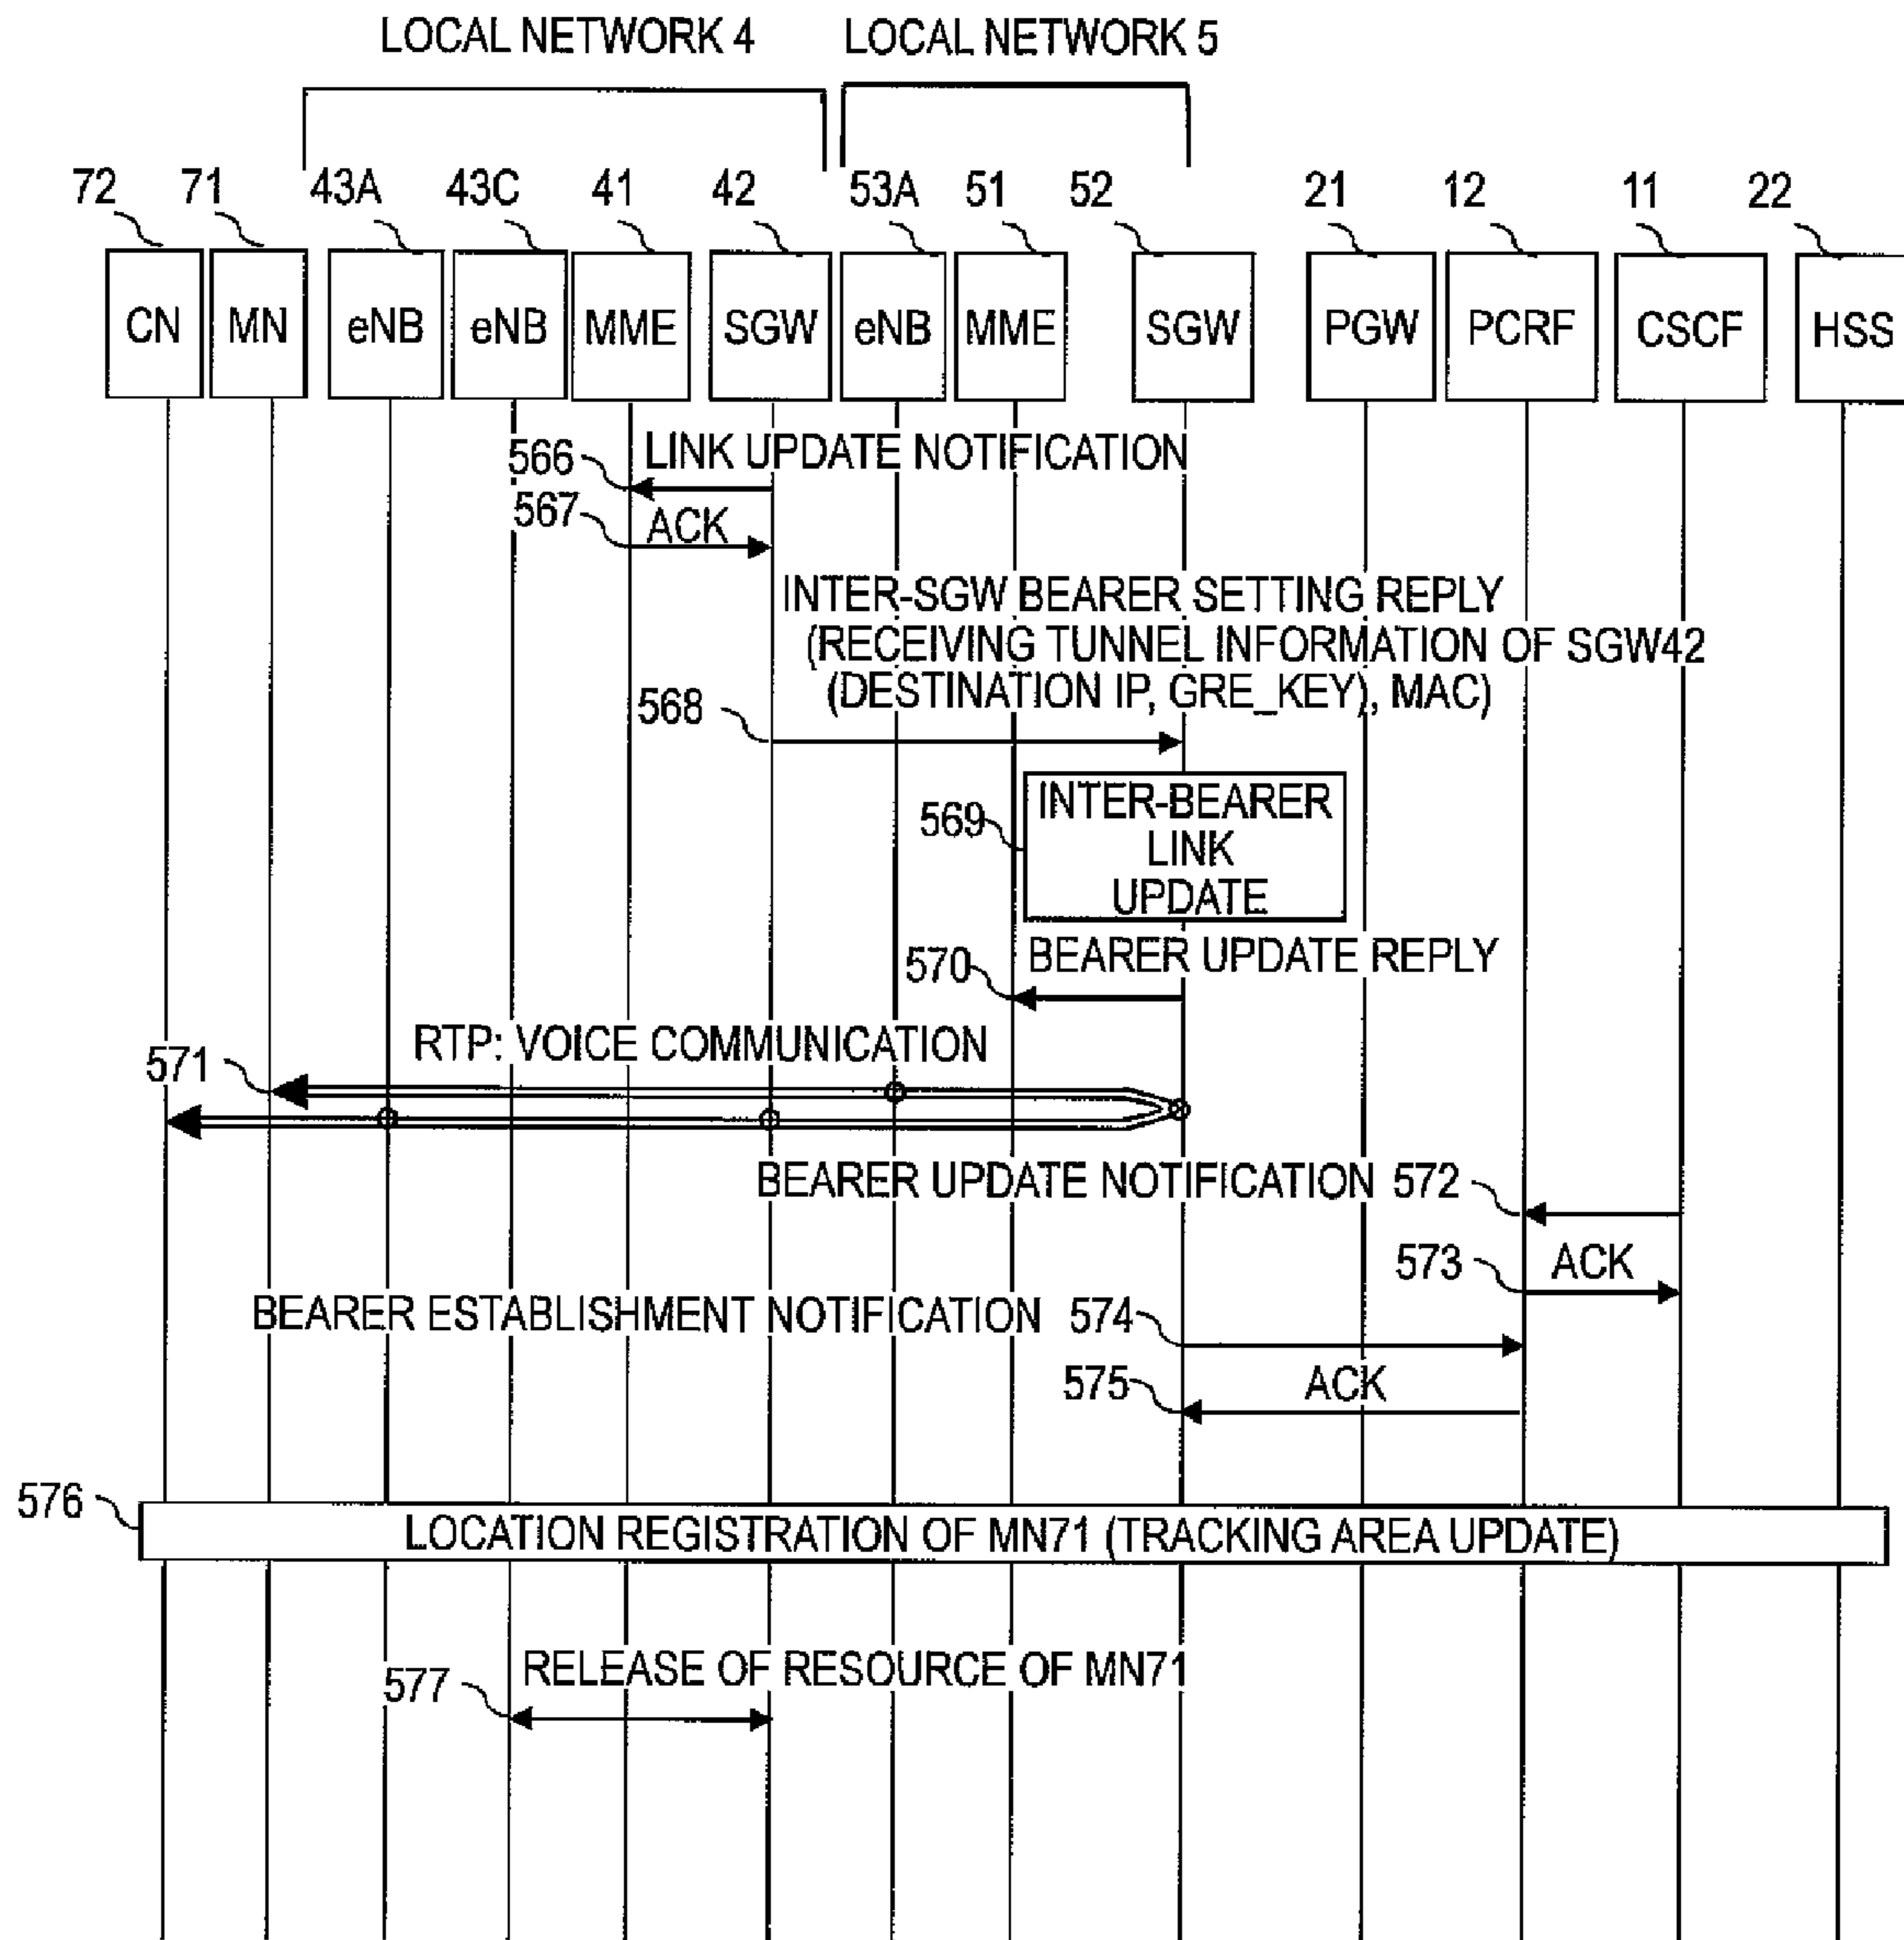 LOCAL NETWORK 4 LOCAL NETWORK 5
72 71 43A 43C 41 42 53A 51 52 21 12 11 22
CN MN eNB eNB MME SGW eNB MME SGW PGW PCRF CSCF HSS
566 LINK UPDATE NOTIFICATION
567 ACK
INTER-SGW BEARER SETTING REPLY
(RECEIVING TUNNEL INFORMATION OF SGW42
(DESTINATION IP, GRE_KEY), MAC)
568
569 INTER-BEARER
LINK
UPDATE
570 BEARER UPDATE REPLY
RTP: VOICE COMMUNICATION
571
BEARER UPDATE NOTIFICATION 572
573 ACK
BEARER ESTABLISHMENT NOTIFICATION 574
575 ACK
576 LOCATION REGISTRATION OF MN71 (TRACKING AREA UPDATE)
577 RELEASE OF RESOURCE OF MN71